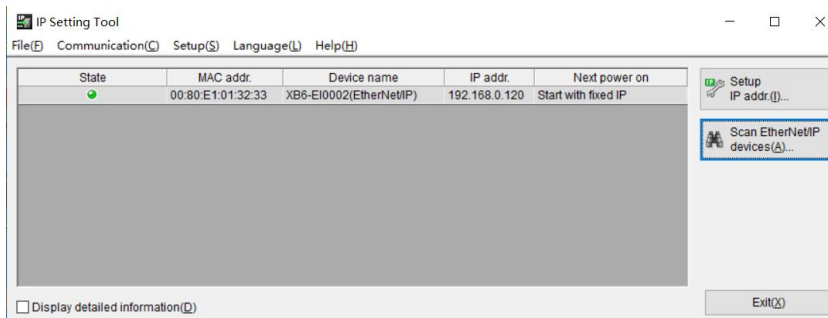 IP Setting Tool
File(F) Communication(C) Setup(S) Language(L) Help(H)
State MAC addr. Device name IP addr. Next power on
00:80:E1:01:32:33 XB6-EI0002(EtherNet/IP) 192.168.0.120 Start with fixed IP
Setup
IP addr.(I)...
Scan EtherNet/IP
devices(A)...
Display detailed information(D)
Exit(X)